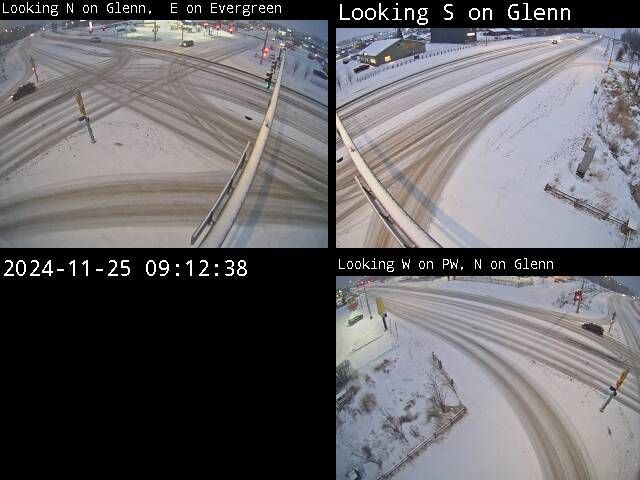 Looking N on Glenn,  E on Evergreen
Looking S on Glenn
2024-11-25 09:12:38
Looking W on PW, N on Glenn